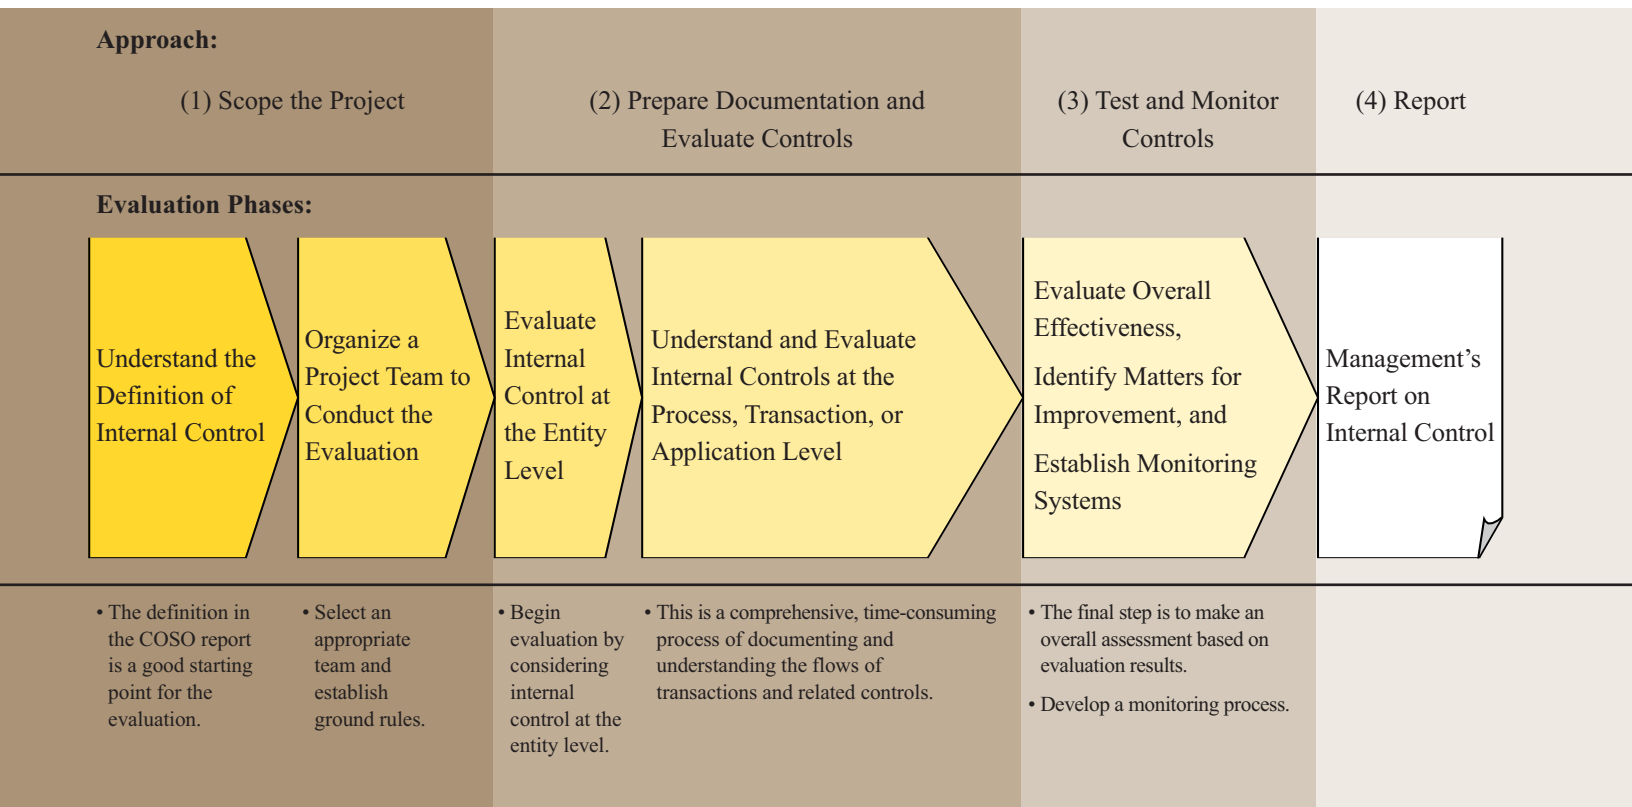 Approach:
(1) Scope the Project
(2) Prepare Documentation and
Evaluate Controls
(3) Test and Monitor
Controls
(4) Report
Evaluation Phases:
Understand the
Definition of
Internal Control
Organize a
Project Team to
Conduct the
Evaluation
Evaluate
Internal
Control at
the Entity
Level
Understand and Evaluate
Internal Controls at the
Process, Transaction, or
Application Level
Evaluate Overall
Effectiveness,
Identify Matters for
Improvement, and
Establish Monitoring
Systems
Management’s
Report on
Internal Control
• The definition in
the COSO report
is a good starting
point for the
evaluation.
• Select an
appropriate
team and
establish
ground rules.
• Begin
evaluation by
considering
internal
control at the
entity level.
• This is a comprehensive, time-consuming
process of documenting and
understanding the flows of
transactions and related controls.
• The final step is to make an
overall assessment based on
evaluation results.
• Develop a monitoring process.